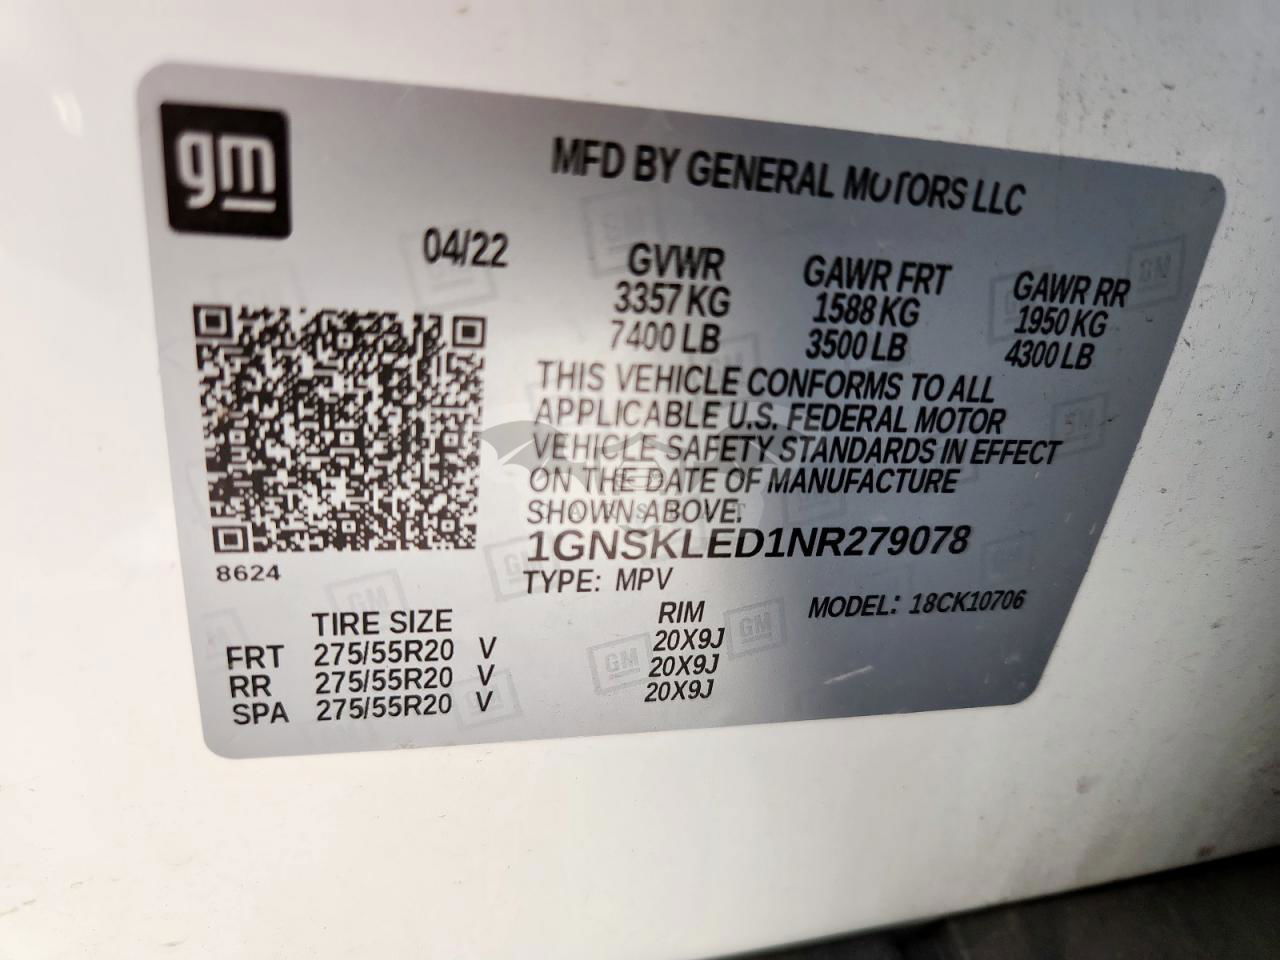 gm
MFD BY GENERAL MOTORS LLC
04/22
GVWR
3357 KG
7400 LB
GAWR FRT
1588 KG
3500 LB
GAWR RR
1950 KG
4300 LB
THIS VEHICLE CONFORMS TO ALL
APPLICABLE U.S. FEDERAL MOTOR
VEHICLE SAFETY STANDARDS IN EFFECT
ON THE DATE OF MANUFACTURE
SHOWN ABOVE.
1GNSKLED1NR279078
8624
TYPE: MPV
MODEL: 18CK10706
TIRE SIZE RIM
FRT 275/55R20 V 20X9J
RR 275/55R20 V 20X9J
SPA 275/55R20 V 20X9J